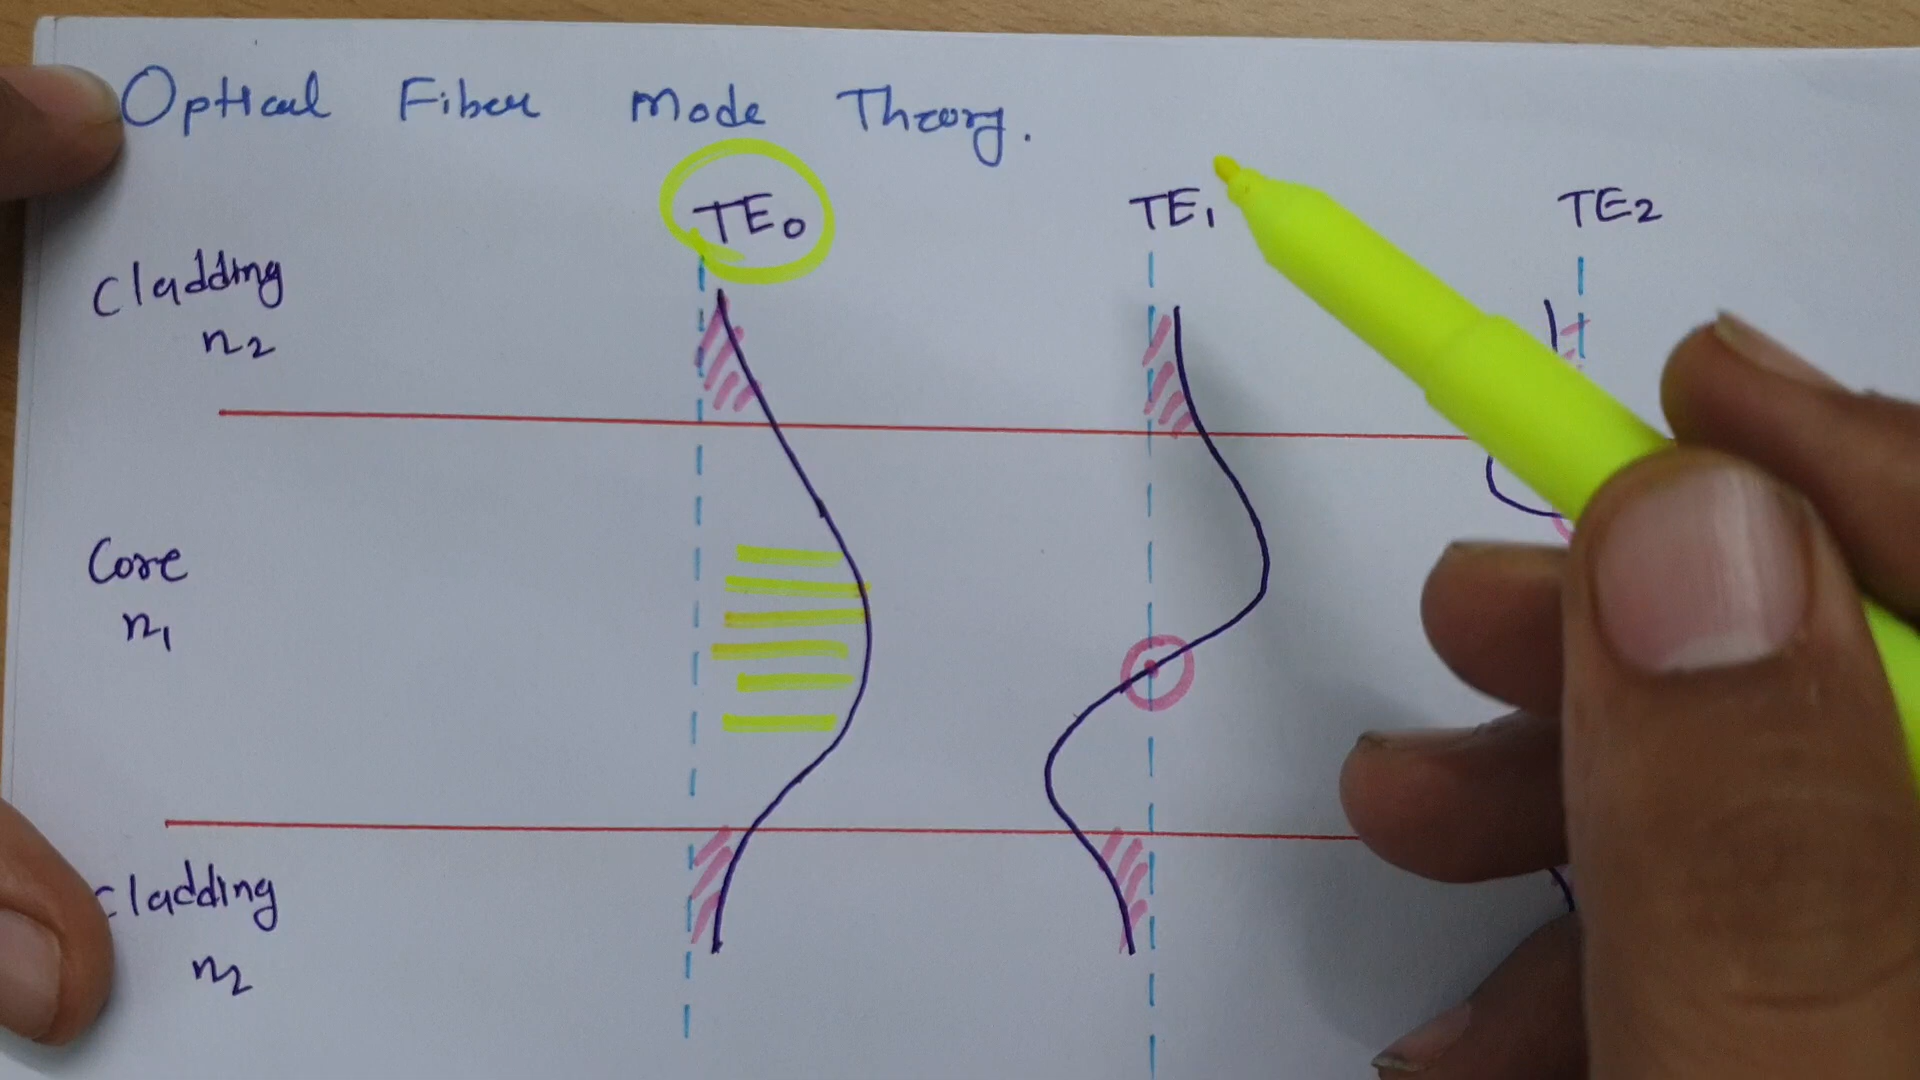 Optical Fiber Mode Theory.
TE0 TE1 TE2
Cladding
n2
Core
n1
Cladding
n2